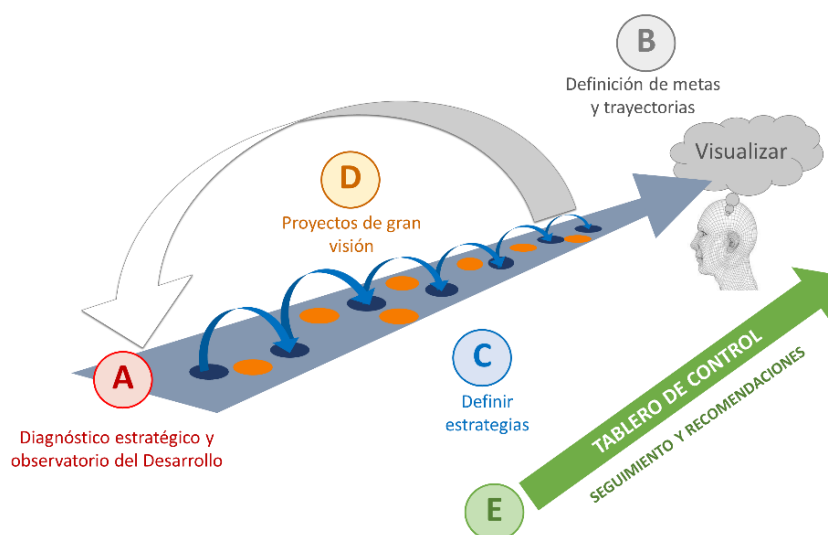 B
Definición de metas
y trayectorias
Visualizar
D
Proyectos de gran
visión
A
Diagnóstico estratégico y
observatorio del Desarrollo
C
Definir
estrategias
E
TABLERO DE CONTROL
SEGUIMIENTO Y RECOMENDACIONES